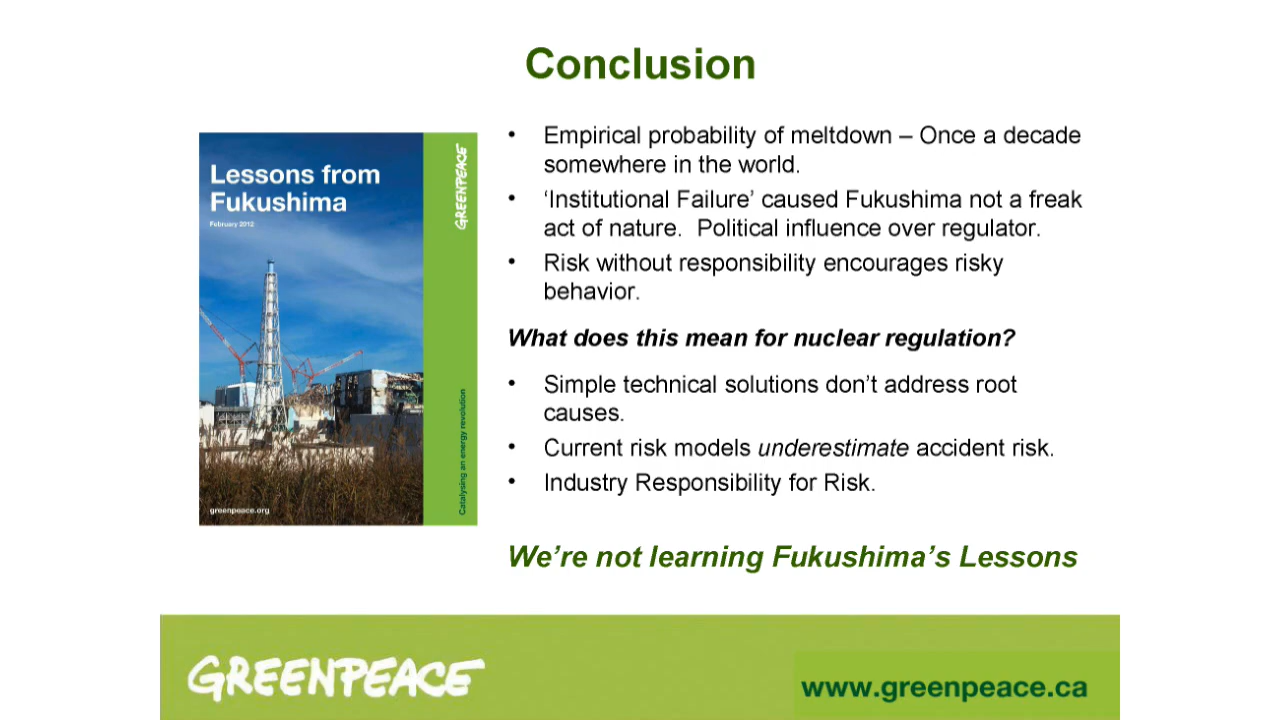 Conclusion
Lessons from
Fukushima
February 2012
GREENPEACE
Catalysing an energy revolution
greenpeace.org
• Empirical probability of meltdown – Once a decade
somewhere in the world.
• ‘Institutional Failure’ caused Fukushima not a freak
act of nature.  Political influence over regulator.
• Risk without responsibility encourages risky
behavior.
What does this mean for nuclear regulation?
• Simple technical solutions don’t address root
causes.
• Current risk models underestimate accident risk.
• Industry Responsibility for Risk.
We’re not learning Fukushima’s Lessons
GREENPEACE
www.greenpeace.ca